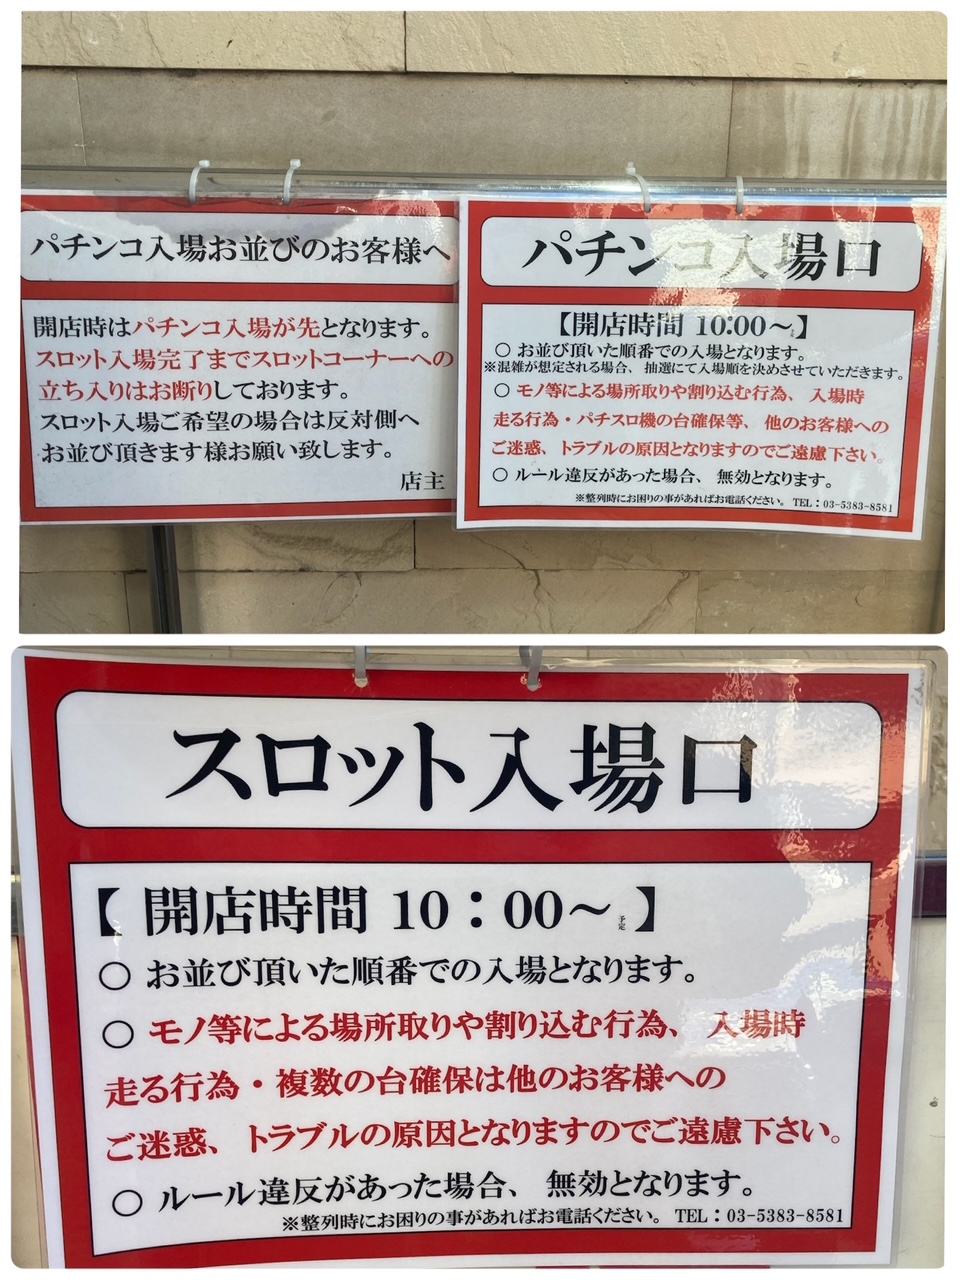 パチンコ入場お並びのお客様へ
開店時はパチンコ入場が先となります。
スロット入場完了までスロットコーナーへの
立ち入りはお断りしております。
スロット入場ご希望の場合は反対側へ
お並び頂きます様お願い致します。
店主
パチンコ入場口
【開店時間 10:00～】
○ お並び頂いた順番での入場となります。
※混雑が想定される場合、抽選にて入場順を決めさせていただきます。
○ モノ等による場所取りや割り込む行為、入場時
走る行為・パチスロ機の台確保等、他のお客様への
ご迷惑、トラブルの原因となりますのでご遠慮下さい。
○ ルール違反があった場合、無効となります。
※整列時にお困りの事があればお電話ください。 TEL：03-5383-8581
スロット入場口
【 開店時間 10：00～予定 】
○ お並び頂いた順番での入場となります。
○ モノ等による場所取りや割り込む行為、入場時
走る行為・複数の台確保は他のお客様への
ご迷惑、トラブルの原因となりますのでご遠慮下さい。
○ ルール違反があった場合、無効となります。
※整列時にお困りの事があればお電話ください。 TEL：03-5383-8581